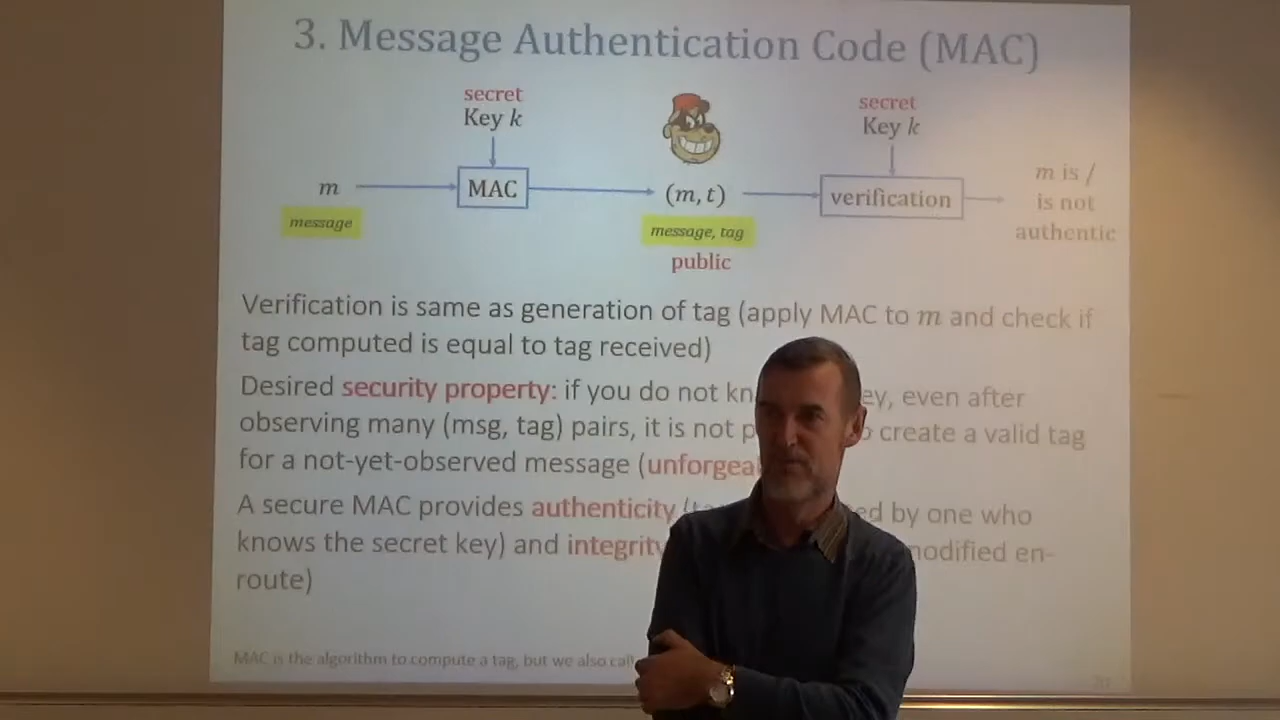 3. Message Authentication Code (MAC)
secret
Key k
secret
Key k
m
MAC
(m, t)
verification
m is /
is not
authentic
message
message, tag
public
Verification is same as generation of tag (apply MAC to m and check if
tag computed is equal to tag received)
Desired security property: if you do not ey, even after
observing many (msg, tag) pairs, it is not create a valid tag
for a not-yet-observed message (unforgea
A secure MAC provides authenticity ed by one who
knows the secret key) and integrity modified en-
route)
MAC is the algorithm to compute a tag, but we also call